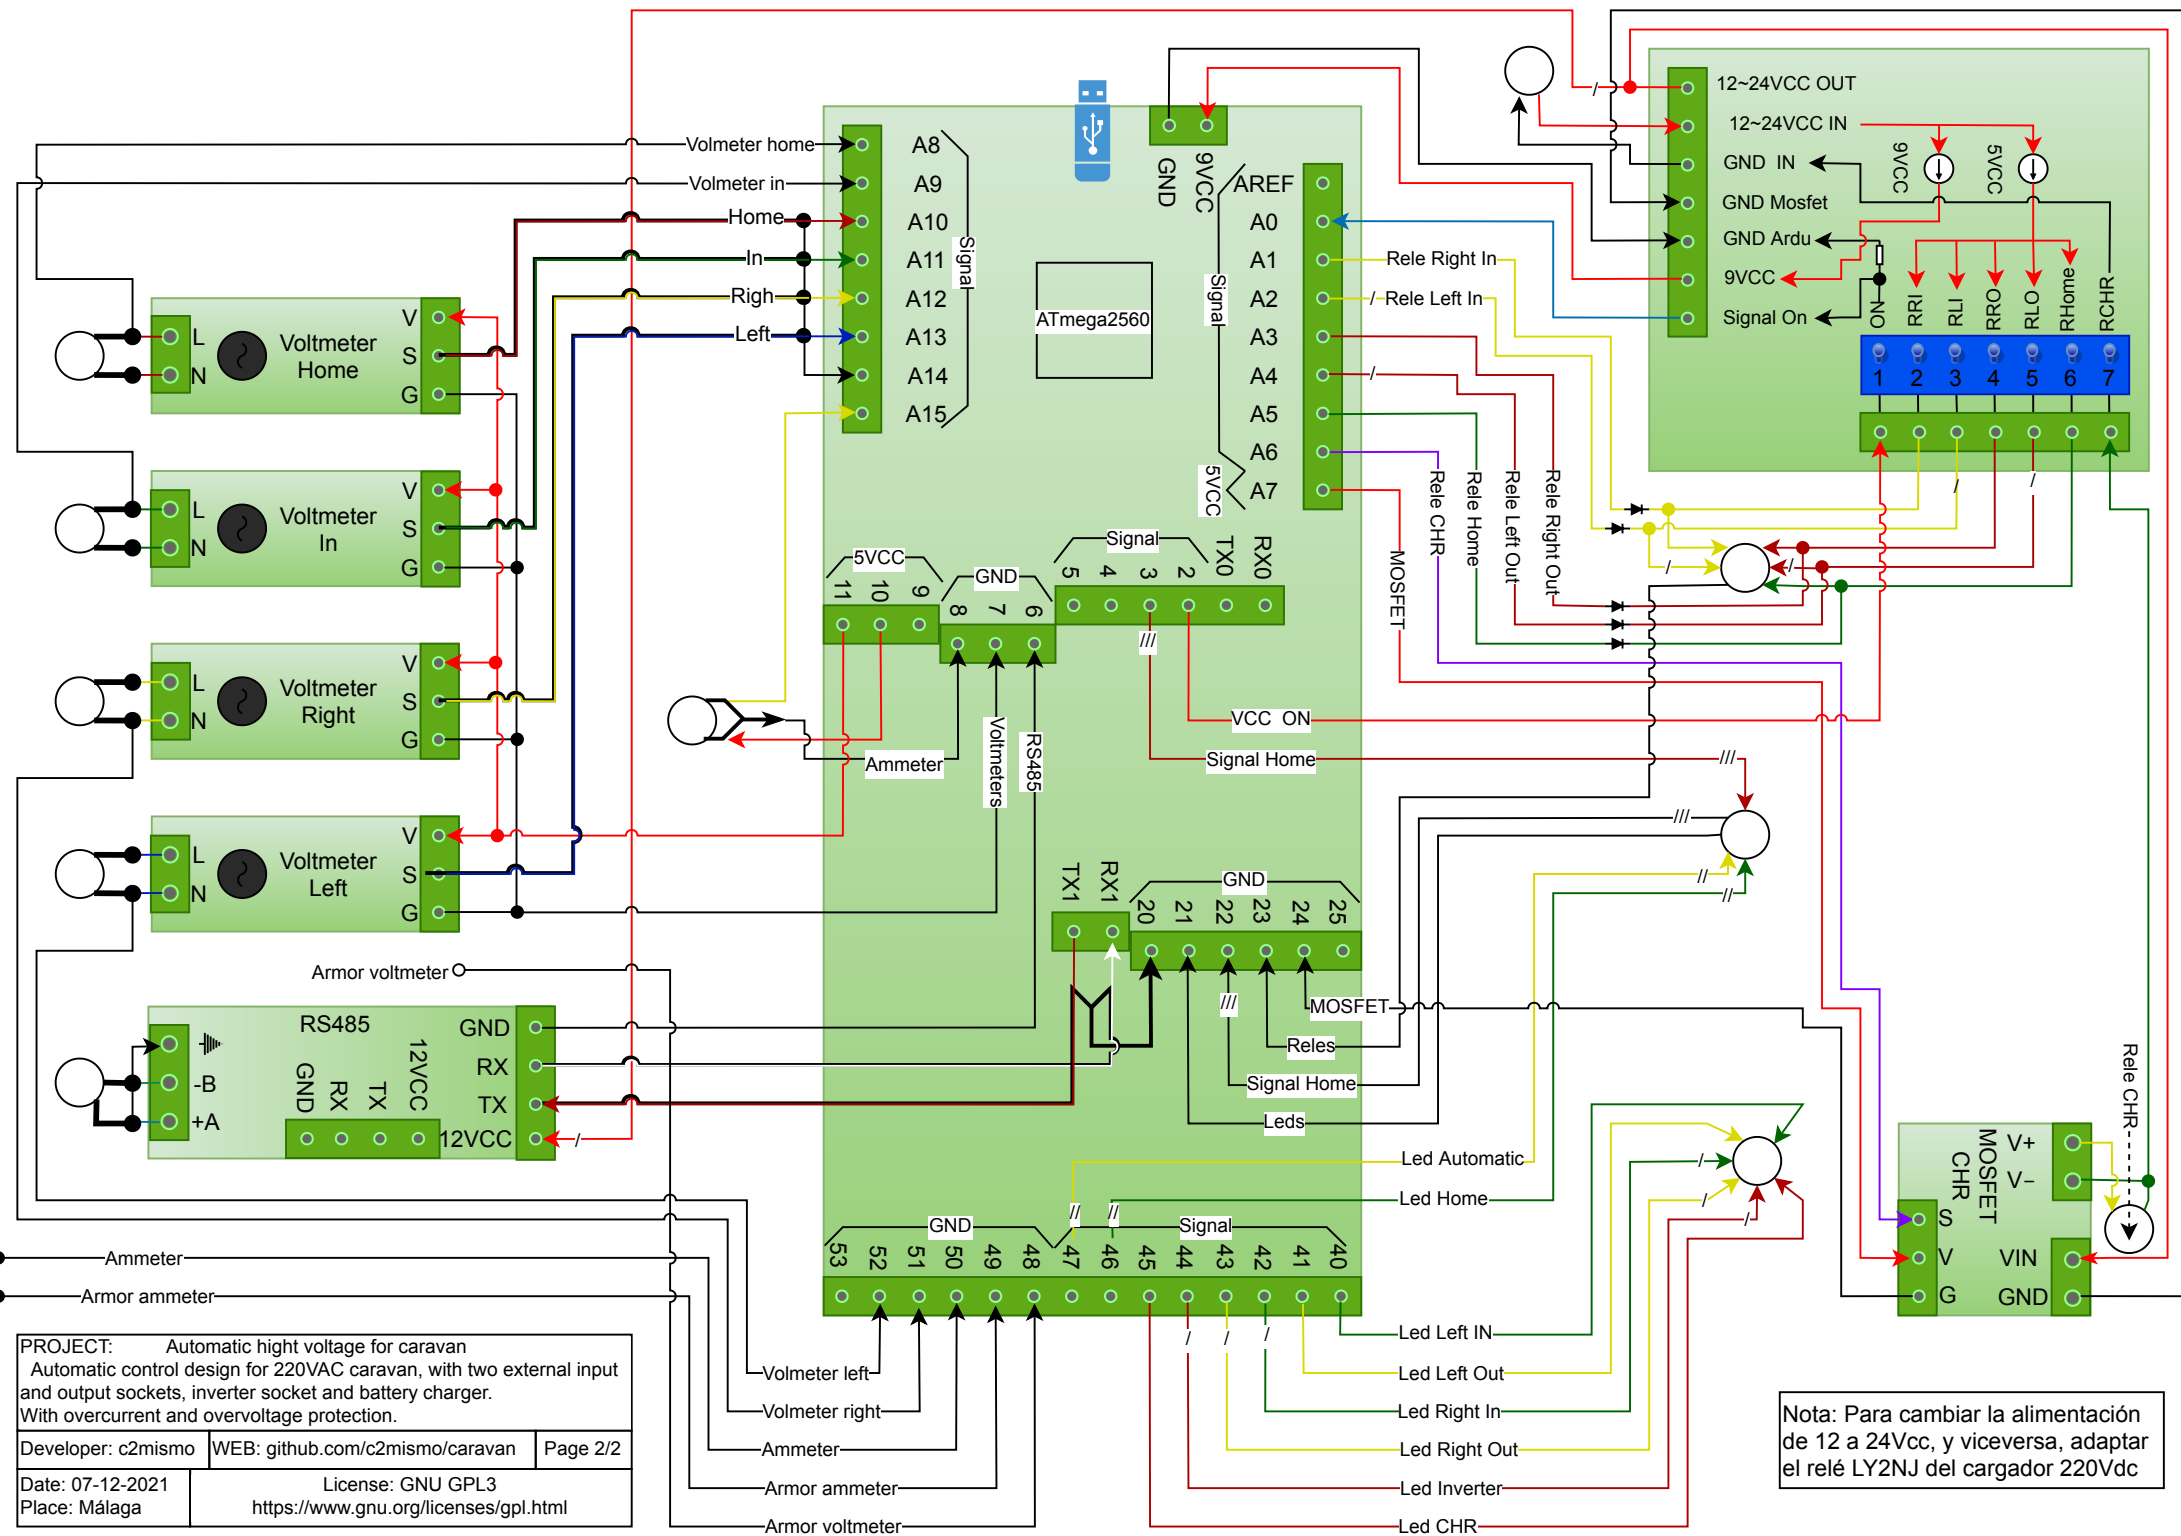 Volmeter home
Volmeter in
Home
In
Righ
Left
A8
A9
A10
A11
A12
A13
A14
A15
Signal
GND
9VCC
AREF
A0
A1
A2
A3
A4
A5
A6
A7
Signal
5VCC
ATmega2560
Rele Right In
/ Rele Left In
/
Rele CHR
Rele Home
Rele Left Out
Rele Right Out
MOSFET
12~24VCC OUT
12~24VCC IN
GND IN
GND Mosfet
GND Ardu
9VCC
Signal On
9VCC
5VCC
ON
RRI
RLI
RRO
RLO
RHome
RCHR
1 2 3 4 5 6 7
/
/
/
/
/
/
L
N
Voltmeter
Home
V
S
G
L
N
Voltmeter
In
V
S
G
L
N
Voltmeter
Right
V
S
G
L
N
Voltmeter
Left
V
S
G
5VCC
11 10 9
GND
8 7 6
Signal
5 4 3 2 TX0 RX0
///
VCC ON
Signal Home
///
///
//
//
Ammeter
Voltmeters
RS485
TX1 RX1
GND
20 21 22 23 24 25
///
MOSFET
Reles
Signal Home
Leds
Armor voltmeter
RS485
GND
RX
TX
12VCC
-B
+A
GND
RX
TX
12VCC
/
Led Automatic
Led Home
/
/
/
// //
GND
Signal
53 52 51 50 49 48 47 46 45 44 43 42 41 40
/ / /
Ammeter
Armor ammeter
Volmeter left
Volmeter right
Ammeter
Armor ammeter
Armor voltmeter
Led Left IN
Led Left Out
Led Right In
Led Right Out
Led Inverter
Led CHR
Rele CHR
MOSFET
CHR
V+
V−
S
V
G
VIN
GND
PROJECT: Automatic hight voltage for caravan
Automatic control design for 220VAC caravan, with two external input
and output sockets, inverter socket and battery charger.
With overcurrent and overvoltage protection.
Developer: c2mismo
WEB: github.com/c2mismo/caravan
Page 2/2
Date: 07-12-2021
Place: Málaga
License: GNU GPL3
https://www.gnu.org/licenses/gpl.html
Nota: Para cambiar la alimentación
de 12 a 24Vcc, y viceversa, adaptar
el relé LY2NJ del cargador 220Vdc